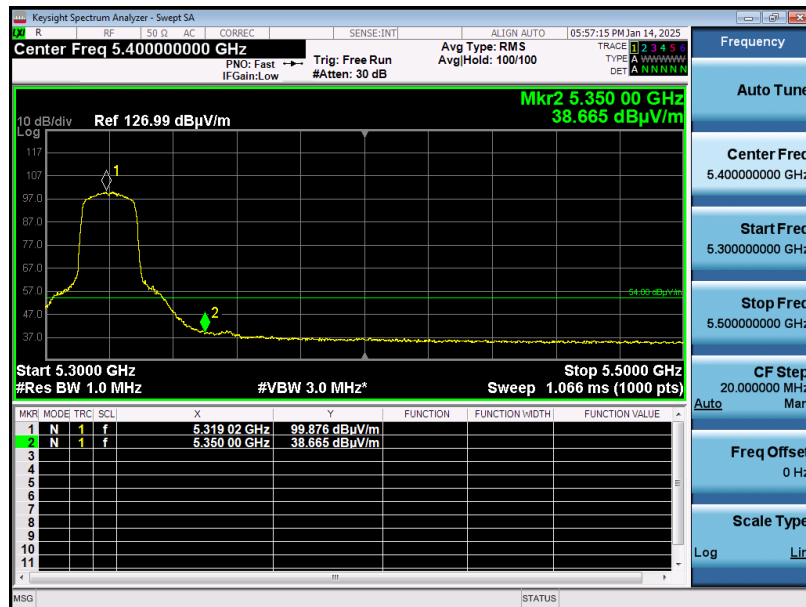 Keysight Spectrum Analyzer - Swept SA
LXI R RF 50 Ω AC CORREC SENSE:INT ALIGN AUTO 05:57:15 PM Jan 14, 2025
Center Freq 5.400000000 GHz
PNO: Fast
IFGain:Low
Trig: Free Run
#Atten: 30 dB
Avg Type: RMS
Avg|Hold: 100/100
TRACE 1 2 3 4 5 6
TYPE A WWWWW
DET A N N N N N
Mkr2 5.350 00 GHz
38.665 dBµV/m
10 dB/div
Log
Ref 126.99 dBµV/m
117
107
97.0
87.0
77.0
67.0
57.0
47.0
37.0
1
2
54.00 dBµV/m
Start 5.3000 GHz
Stop 5.5000 GHz
#Res BW 1.0 MHz
#VBW 3.0 MHz*
Sweep 1.066 ms (1000 pts)
MKR MODE TRC SCL X Y FUNCTION FUNCTION WIDTH FUNCTION VALUE
1 N 1 f 5.319 02 GHz 99.876 dBµV/m
2 N 1 f 5.350 00 GHz 38.665 dBµV/m
3
4
5
6
7
8
9
10
11
MSG
STATUS
Frequency
Auto Tune
Center Freq
5.400000000 GHz
Start Freq
5.300000000 GHz
Stop Freq
5.500000000 GHz
CF Step
20.000000 MHz
Auto Man
Freq Offset
0 Hz
Scale Type
Log Lin